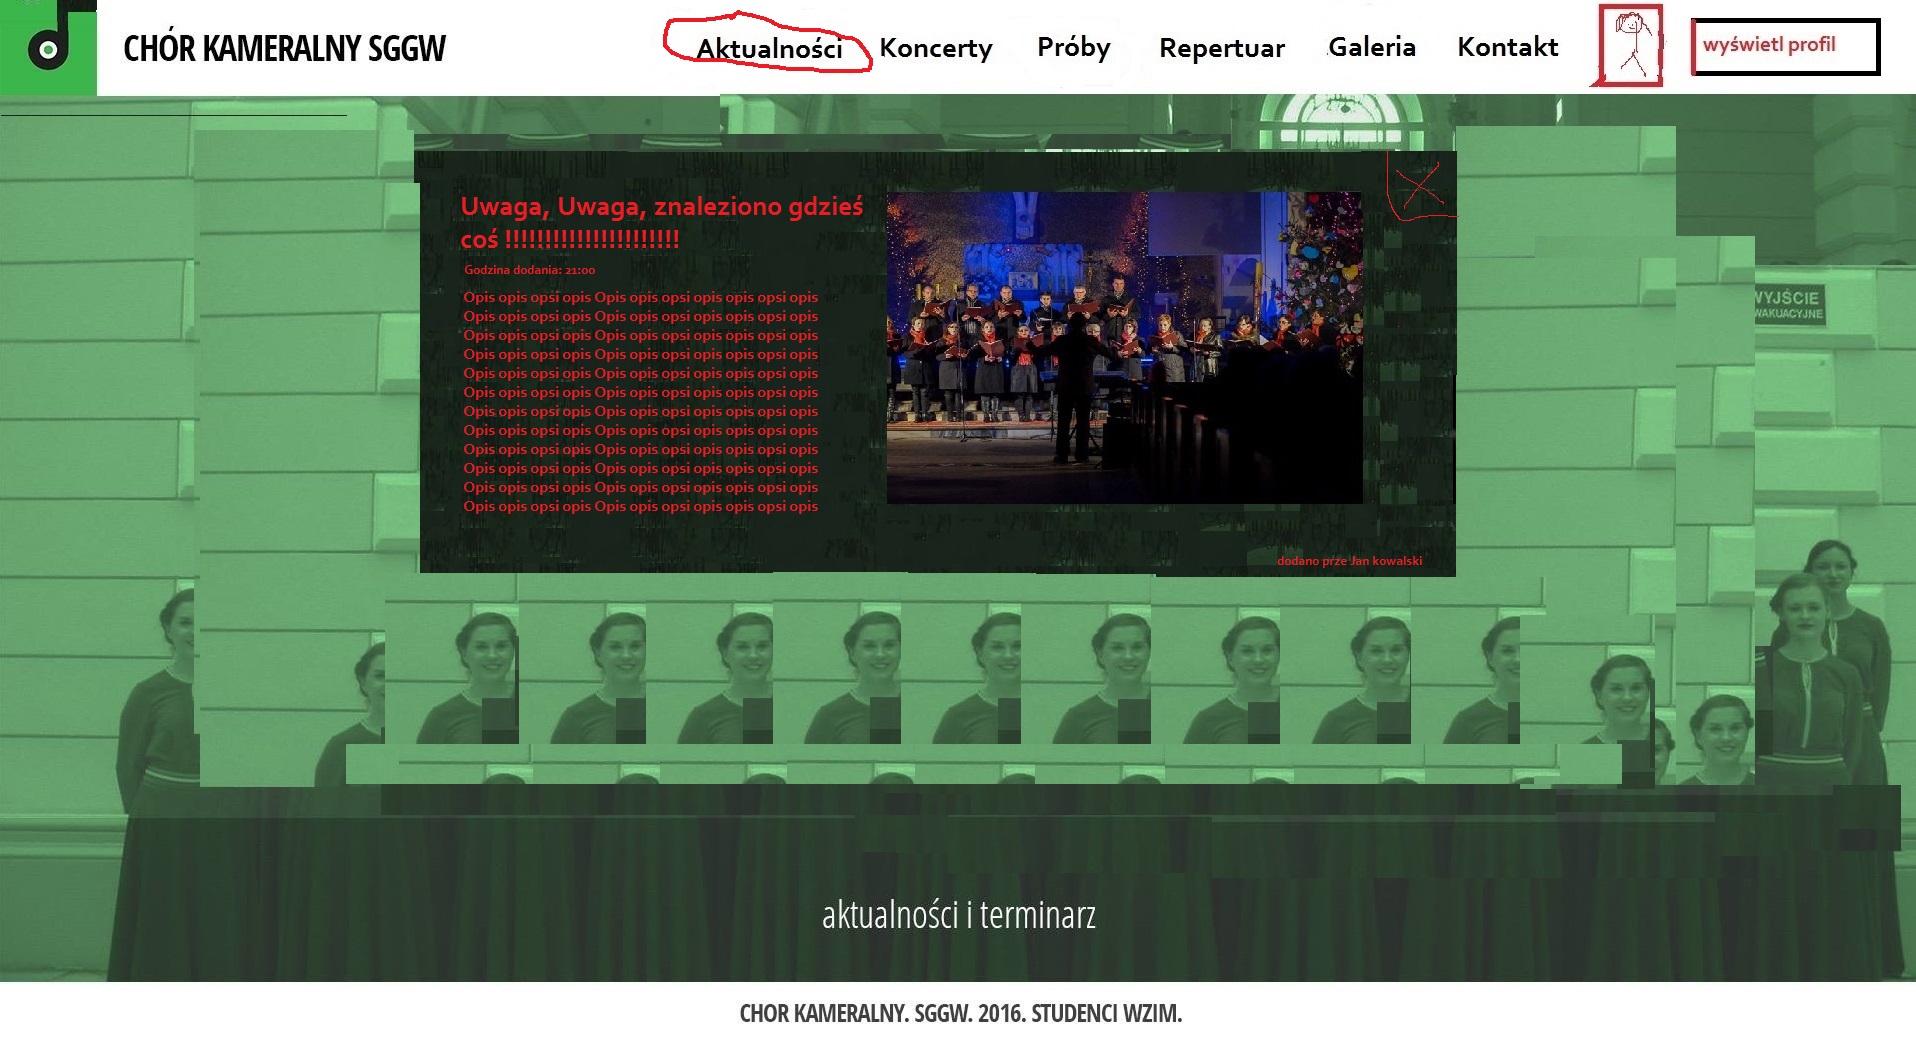 CHÓR KAMERALNY SGGW
Aktualności
Koncerty
Próby
Repertuar
Galeria
Kontakt
wyświetl profil
Uwaga, Uwaga, znaleziono gdzieś
coś !!!!!!!!!!!!!!!!!!!!!!!
Godzina dodania: 21:00
Opis opis opsi opis Opis opis opsi opis opis opsi opis
Opis opis opsi opis Opis opis opsi opis opis opsi opis
Opis opis opsi opis Opis opis opsi opis opis opsi opis
Opis opis opsi opis Opis opis opsi opis opis opsi opis
Opis opis opsi opis Opis opis opsi opis opis opsi opis
Opis opis opsi opis Opis opis opsi opis opis opsi opis
Opis opis opsi opis Opis opis opsi opis opis opsi opis
Opis opis opsi opis Opis opis opsi opis opis opsi opis
Opis opis opsi opis Opis opis opsi opis opis opsi opis
Opis opis opsi opis Opis opis opsi opis opis opsi opis
Opis opis opsi opis Opis opis opsi opis opis opsi opis
Opis opis opsi opis Opis opis opsi opis opis opsi opis
dodano prze Jan kowalski
WYJŚCIE
WAKUACYJNE
aktualności i terminarz
CHOR KAMERALNY. SGGW. 2016. STUDENCI WZIM.